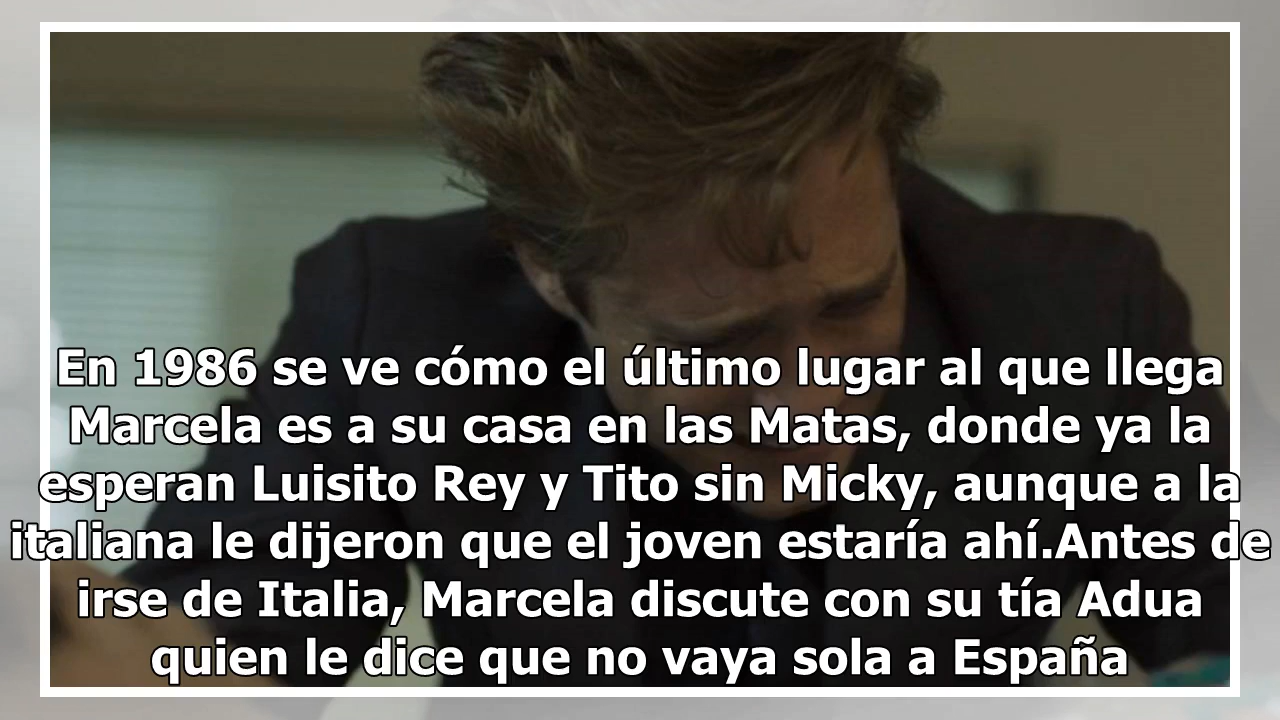 En 1986 se ve cómo el último lugar al que llega
Marcela es a su casa en las Matas, donde ya la
esperan Luisito Rey y Tito sin Micky, aunque a la
italiana le dijeron que el joven estaría ahí.Antes de
irse de Italia, Marcela discute con su tía Adua
quien le dice que no vaya sola a España